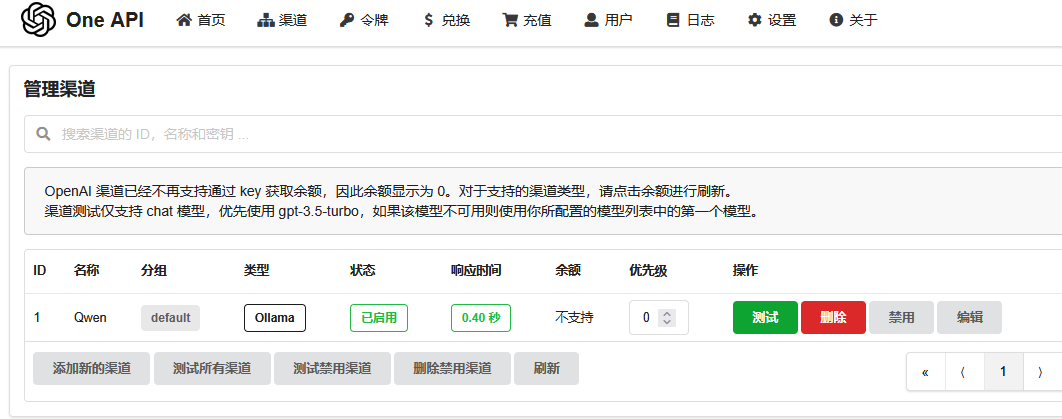 One API 首页 渠道 令牌 兑换 充值 用户 日志 设置 关于
管理渠道
搜索渠道的 ID，名称和密钥 ...
OpenAI 渠道已经不再支持通过 key 获取余额，因此余额显示为 0。对于支持的渠道类型，请点击余额进行刷新。
渠道测试仅支持 chat 模型，优先使用 gpt-3.5-turbo，如果该模型不可用则使用你所配置的模型列表中的第一个模型。
ID 名称 分组 类型 状态 响应时间 余额 优先级 操作
1 Qwen default Ollama 已启用 0.40 秒 不支持 0 测试 删除 禁用 编辑
添加新的渠道 测试所有渠道 测试禁用渠道 删除禁用渠道 刷新 « ⟨ 1 ⟩